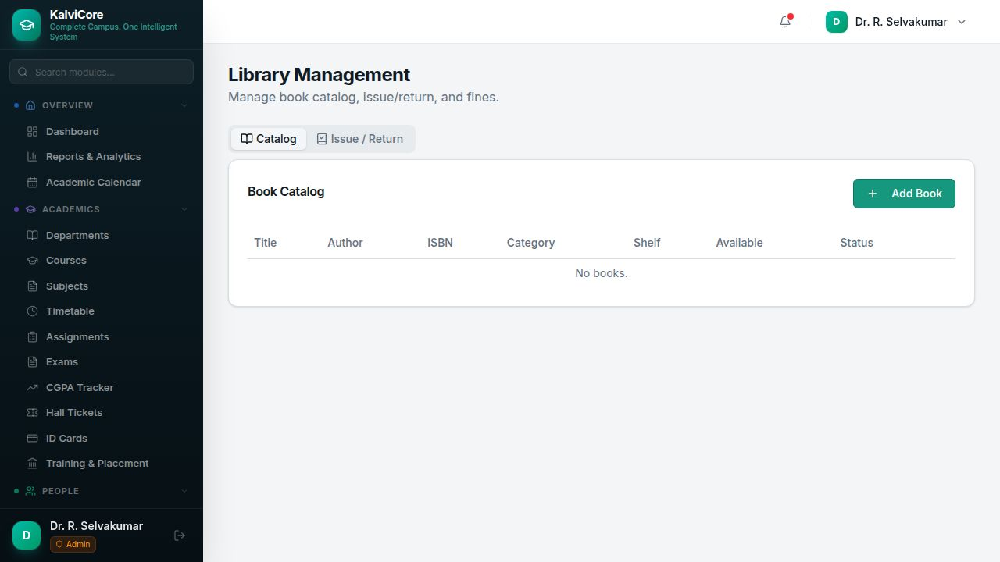 KalviCore
Complete Campus. One Intelligent
System
Search modules...
OVERVIEW
Dashboard
Reports & Analytics
Academic Calendar
ACADEMICS
Departments
Courses
Subjects
Timetable
Assignments
Exams
CGPA Tracker
Hall Tickets
ID Cards
Training & Placement
PEOPLE
D
Dr. R. Selvakumar
Admin
D
Dr. R. Selvakumar
Library Management
Manage book catalog, issue/return, and fines.
Catalog
Issue / Return
Book Catalog
Add Book
Title Author ISBN Category Shelf Available Status
No books.